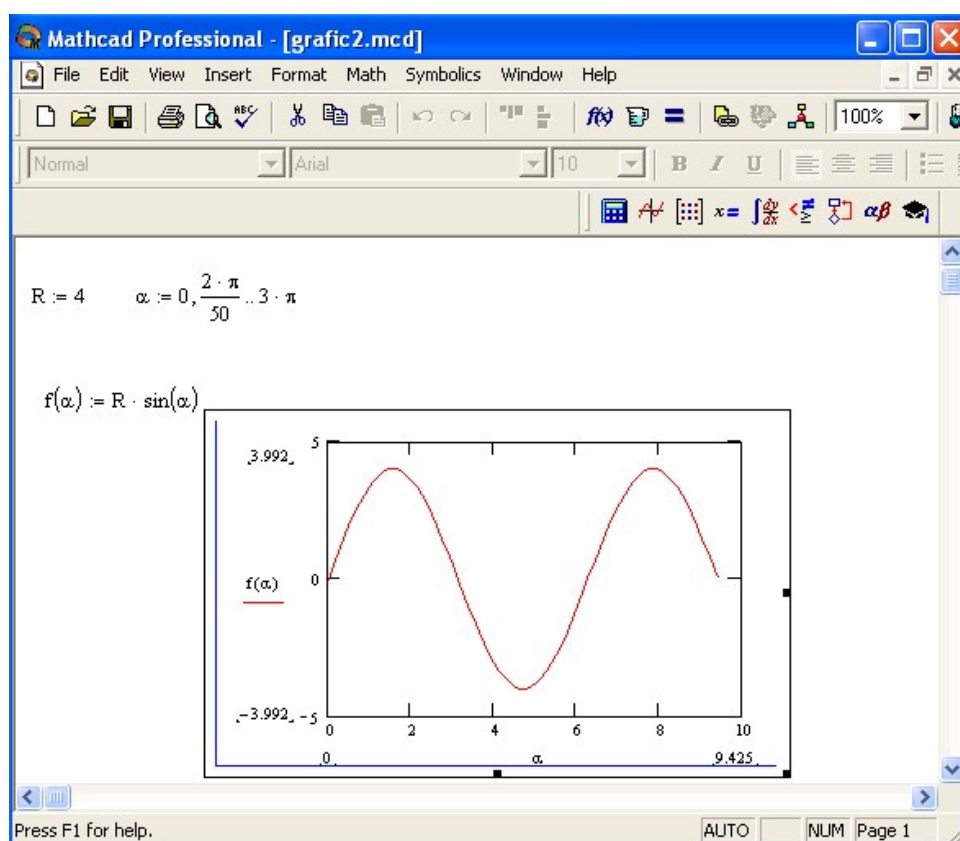 Mathcad Professional - [grafic2.mcd]
File Edit View Insert Format Math Symbolics Window Help
100%
Normal Arial 10 B I U
x= αβ
R := 4 α := 0, 2 · π / 50 .. 3 · π
f(α) := R · sin(α)
5
3.992
f(α) 0
-3.992 -5
0 2 4 6 8 10
0 α 9.425
Press F1 for help. AUTO NUM Page 1